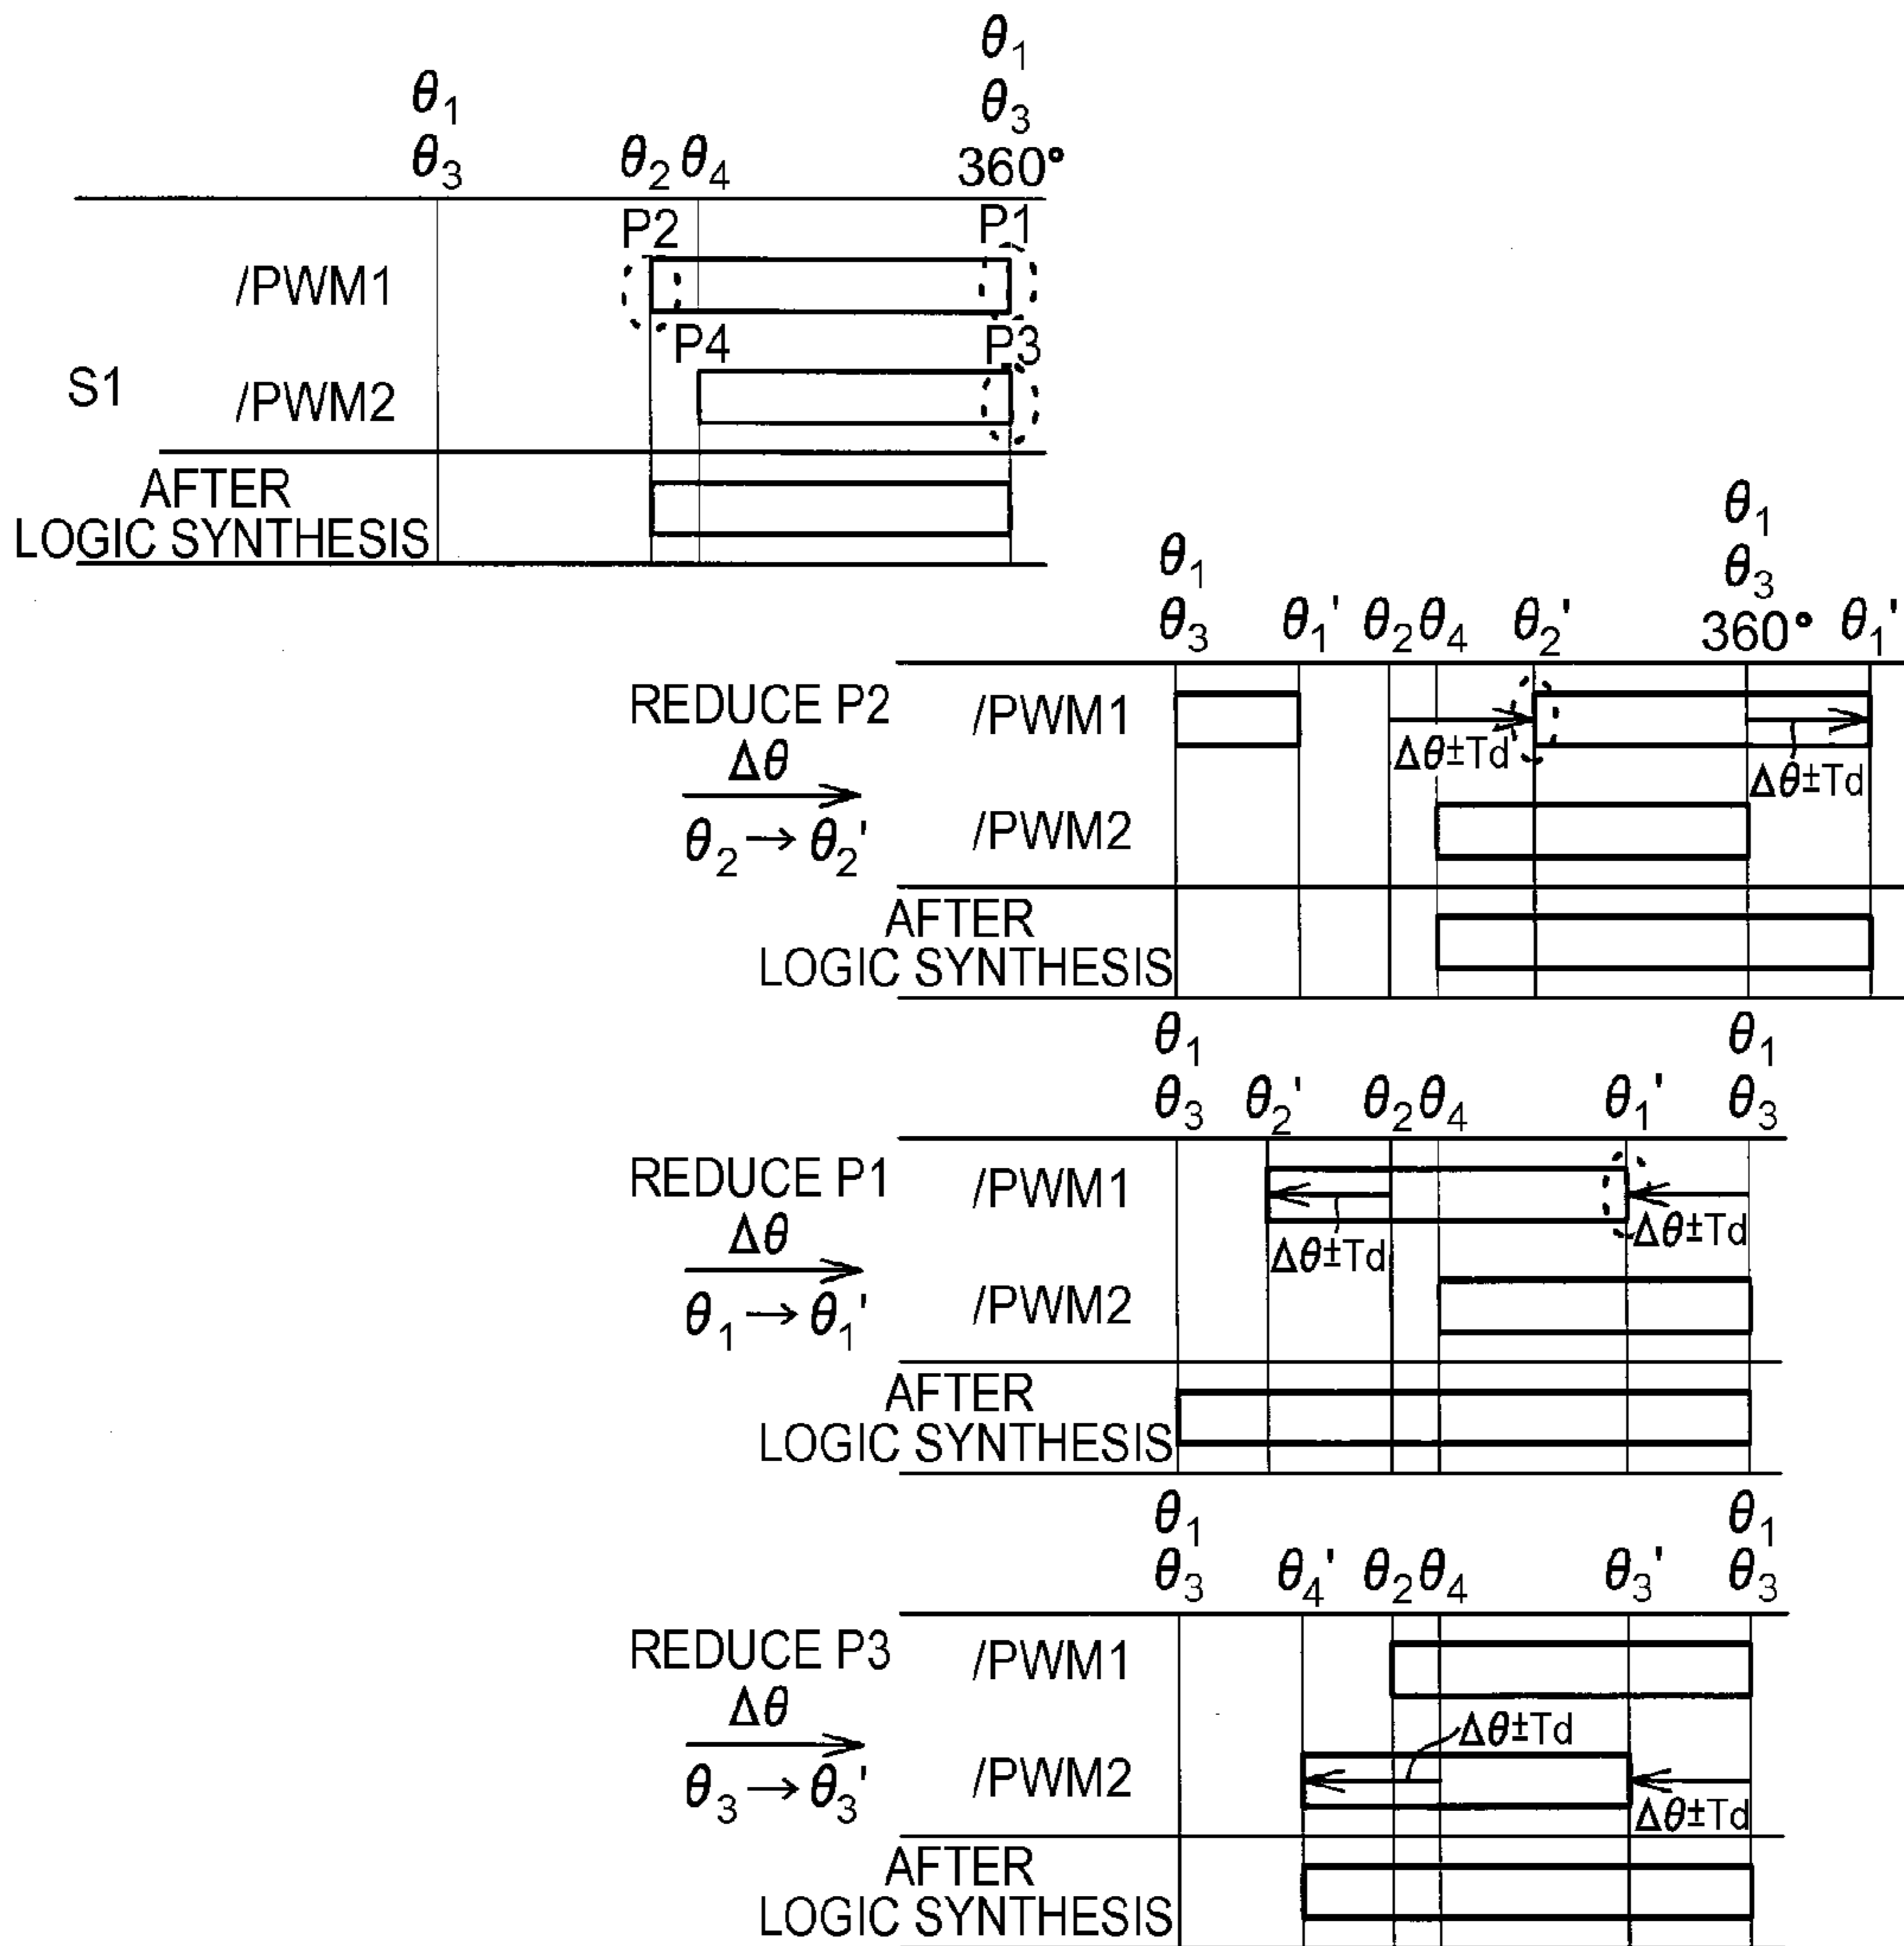 θ1
θ1
θ3
θ3 θ2 θ4 360°
P2 P1
/PWM1
P4 P3
S1 /PWM2
AFTER
LOGIC SYNTHESIS
θ1
θ1
θ3
θ3 θ1' θ2 θ4 θ2' 360° θ1'
REDUCE P2 /PWM1
Δθ Δθ±Td Δθ±Td
θ2→θ2' /PWM2
AFTER
LOGIC SYNTHESIS
θ1 θ1
θ3 θ2' θ2 θ4 θ1' θ3
REDUCE P1 /PWM1
Δθ Δθ±Td Δθ±Td
θ1→θ1' /PWM2
AFTER
LOGIC SYNTHESIS
θ1 θ1
θ3 θ4' θ2 θ4 θ3' θ3
REDUCE P3 /PWM1
Δθ Δθ±Td
θ3→θ3' /PWM2 Δθ±Td
AFTER
LOGIC SYNTHESIS